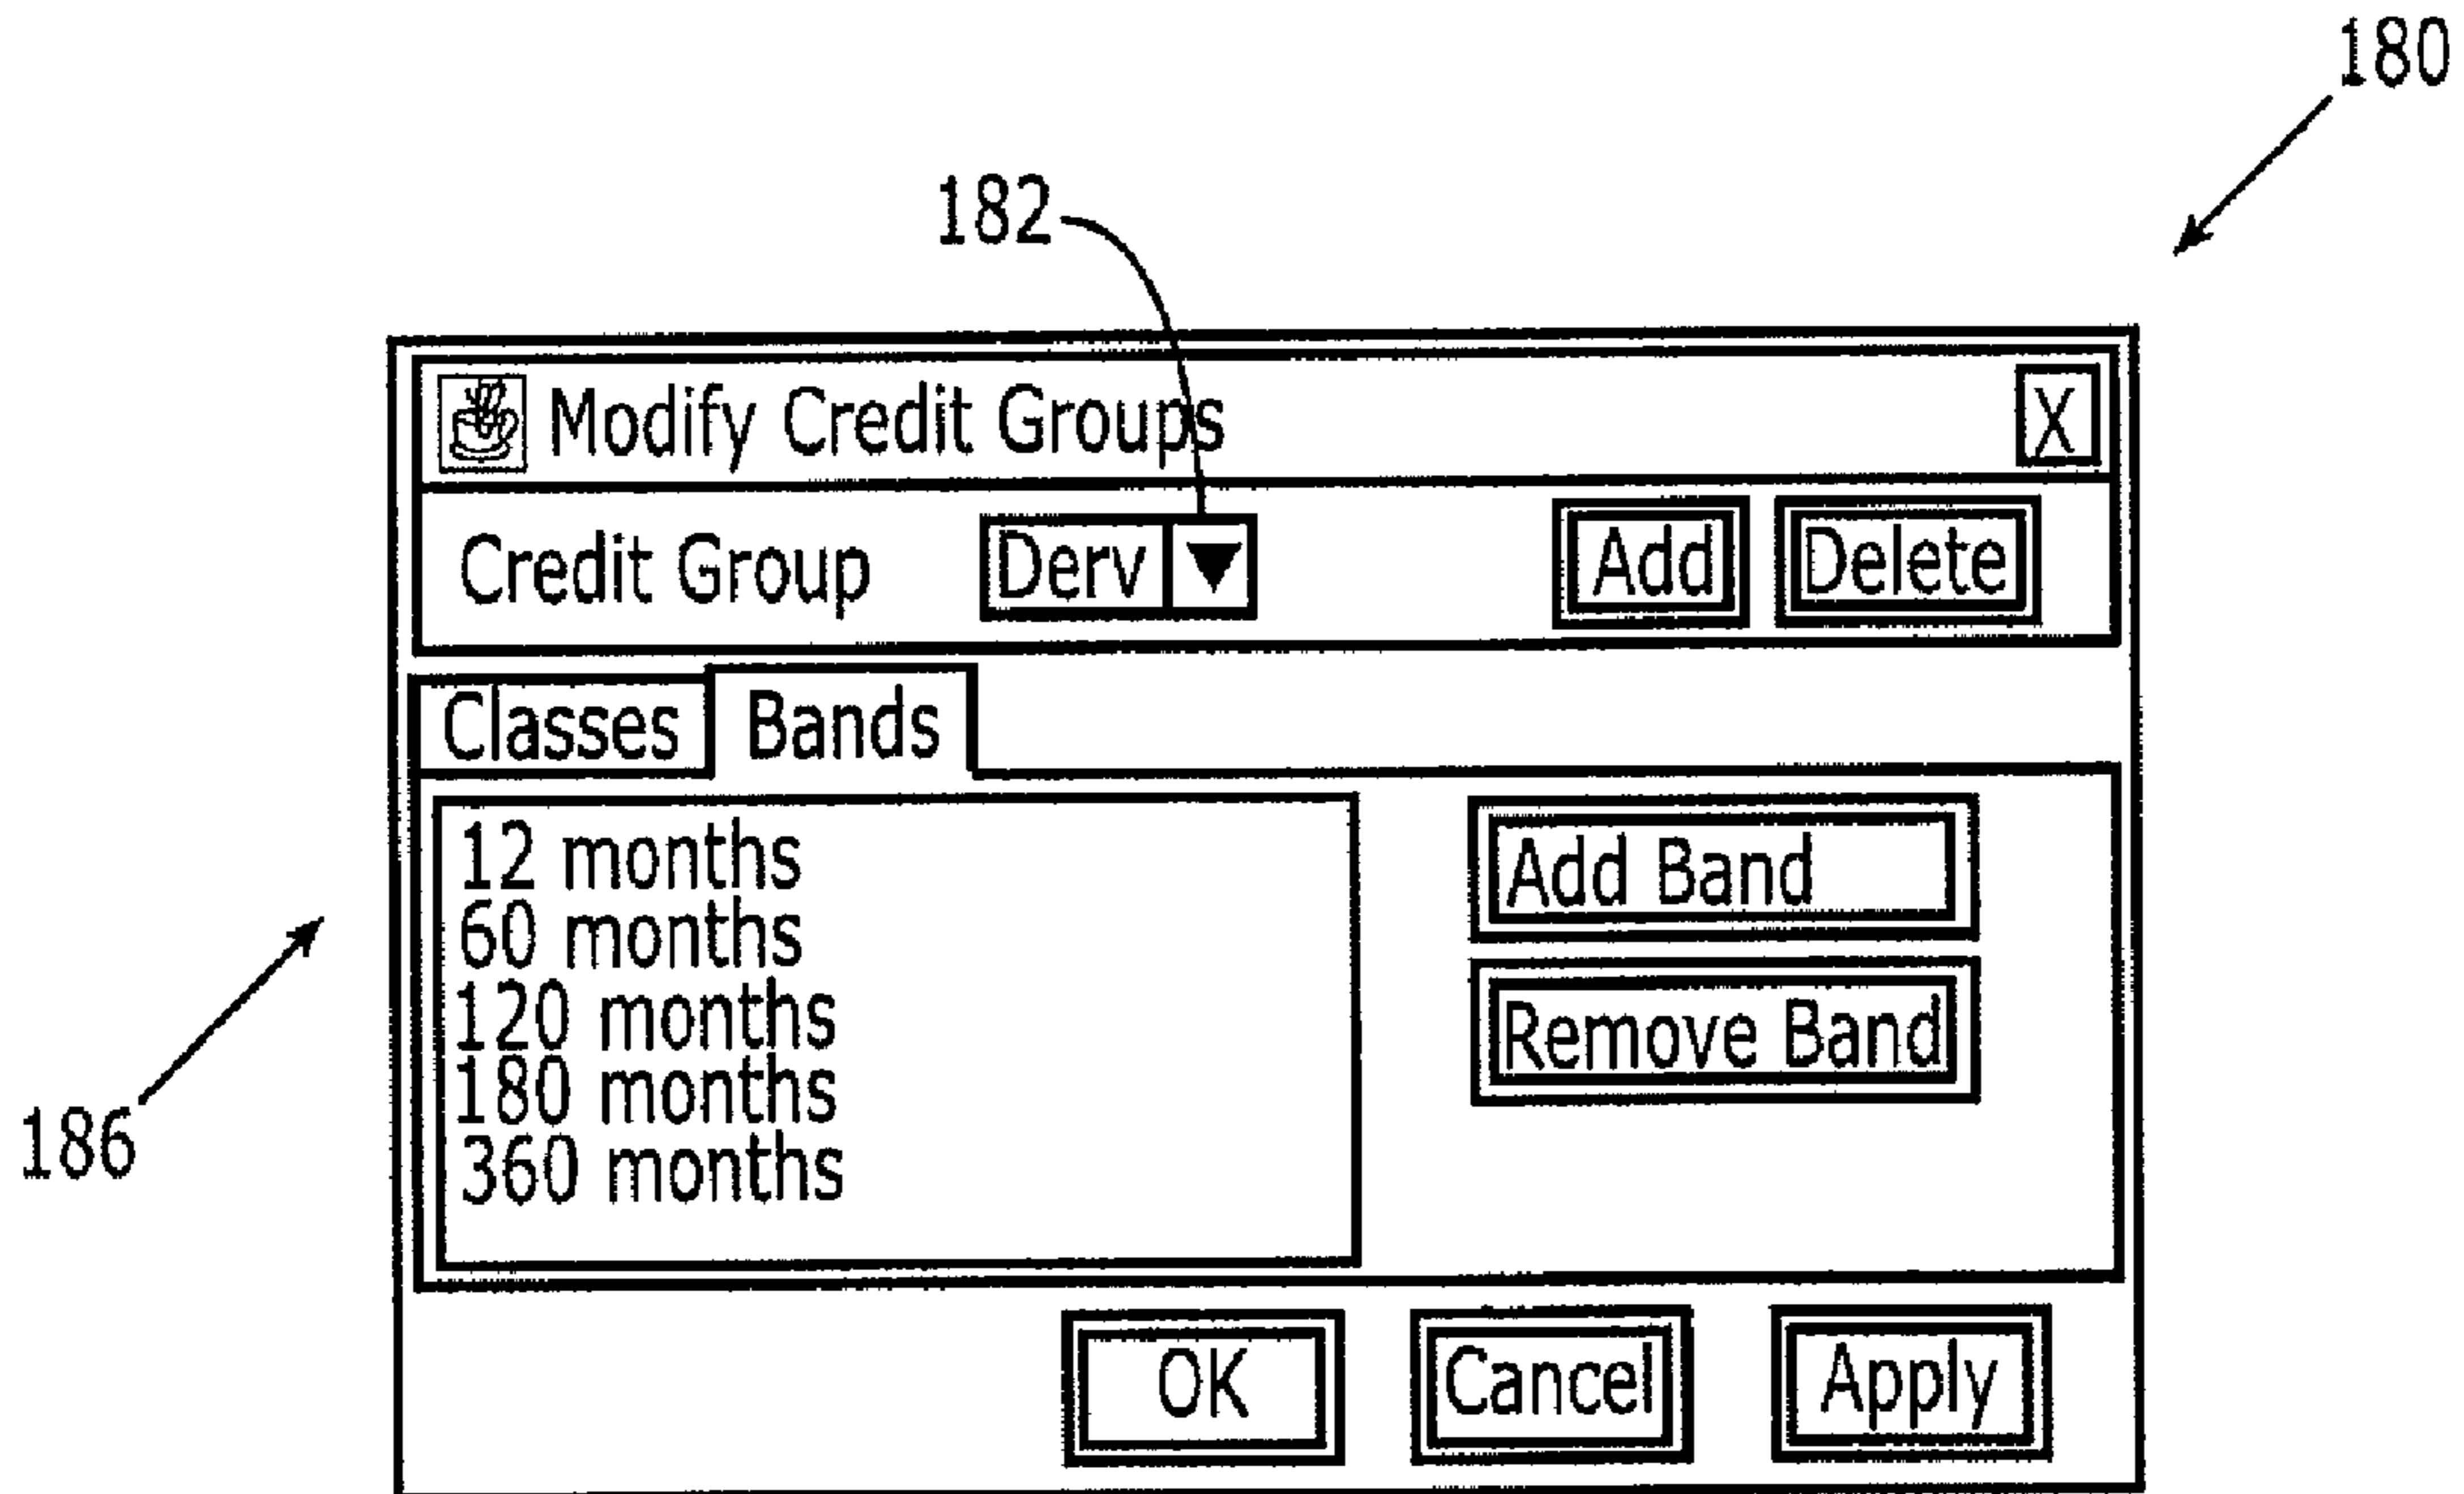 180
182
Modify Credit Groups X
Credit Group Derv Add Delete
Classes Bands
12 months
60 months
120 months
180 months
360 months
Add Band
Remove Band
186
OK Cancel Apply